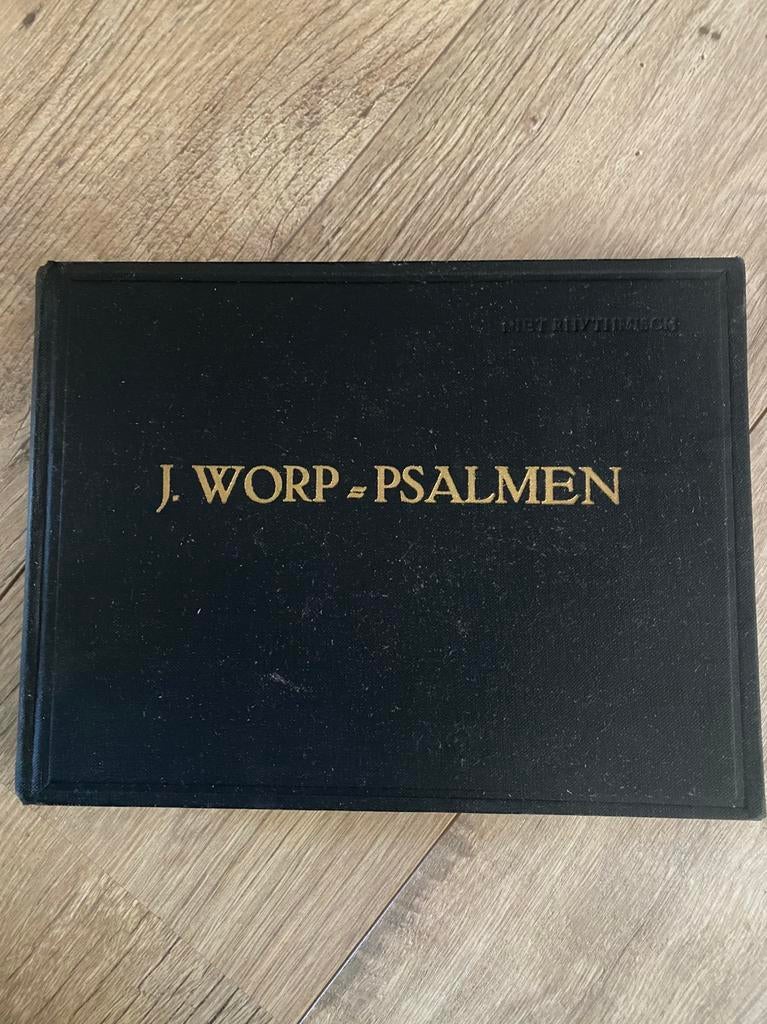 NIET RHYTHMISCH
J. WORP = PSALMEN